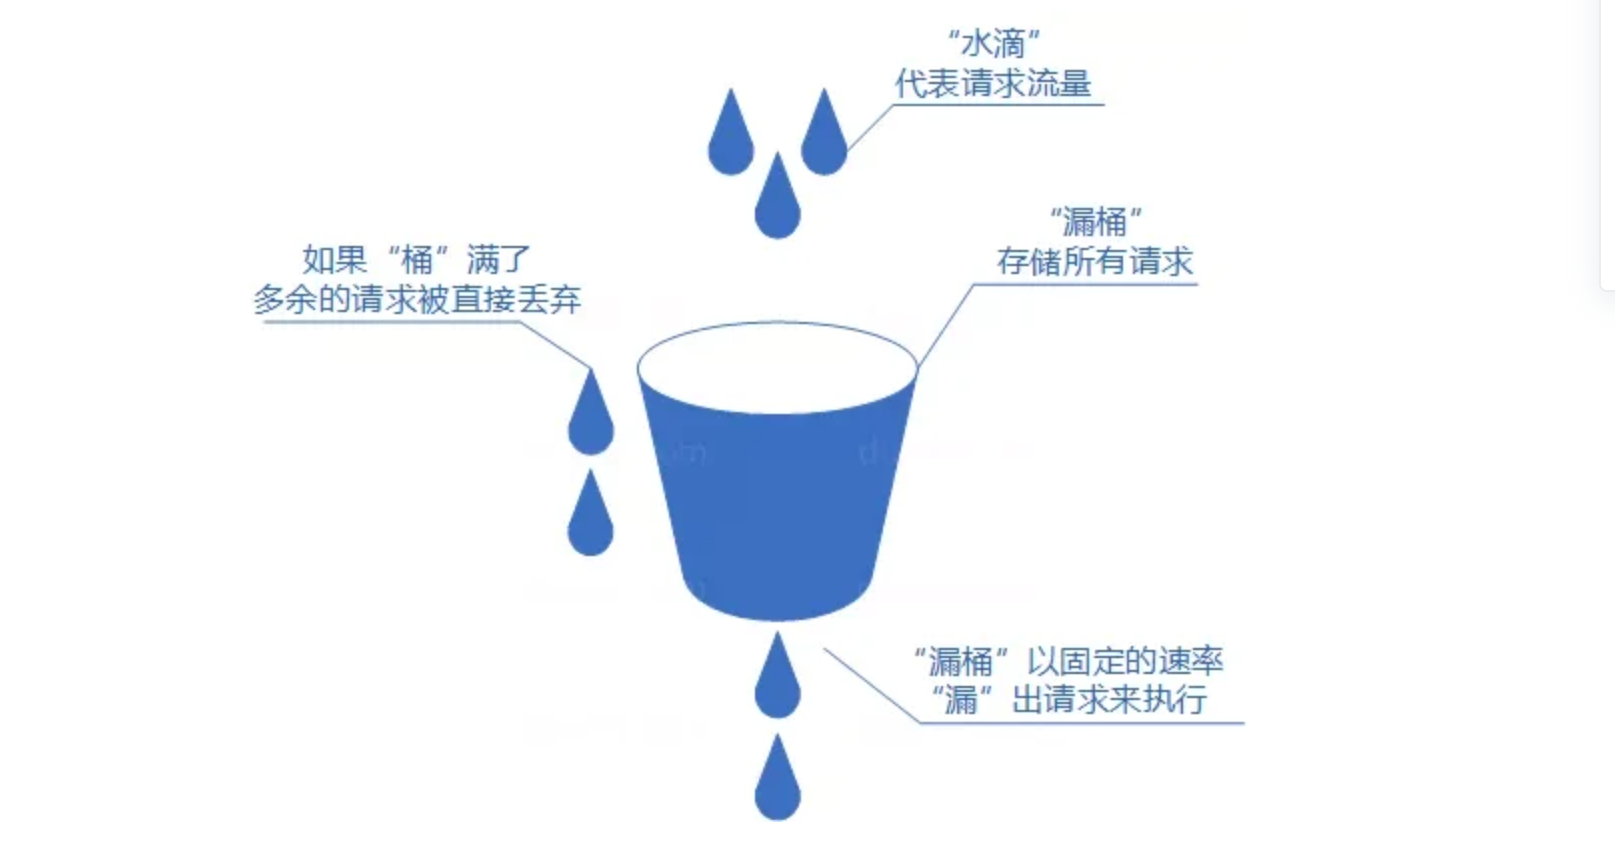 “水滴”
代表请求流量
“漏桶”
存储所有请求
如果“桶”满了
多余的请求被直接丢弃
“漏桶”以固定的速率
“漏”出请求来执行